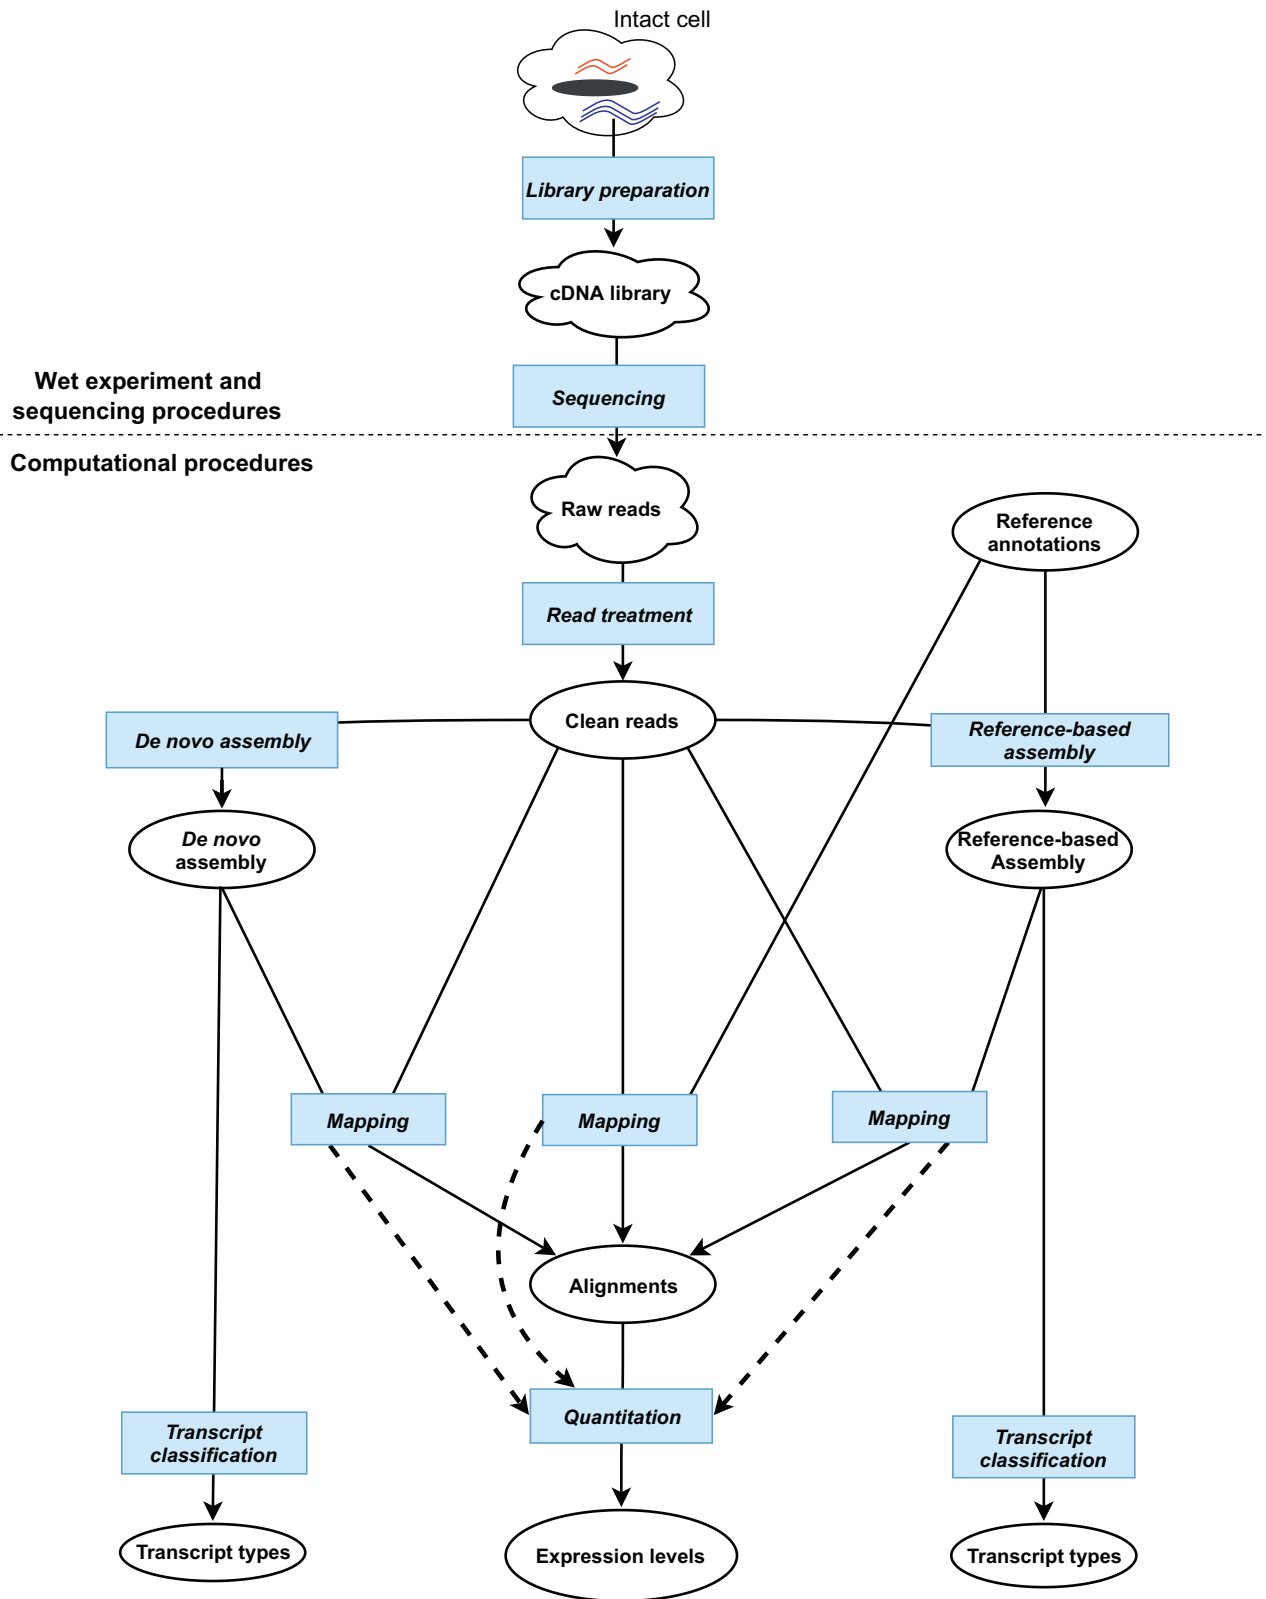 Intact cell
Library preparation
cDNA library
Wet experiment and
sequencing procedures
Sequencing
Computational procedures
Raw reads
Reference
annotations
Read treatment
Clean reads
De novo assembly
Reference-based
assembly
De novo
assembly
Reference-based
Assembly
Mapping
Mapping
Mapping
Alignments
Quantitation
Transcript
classification
Transcript
classification
Transcript types
Expression levels
Transcript types